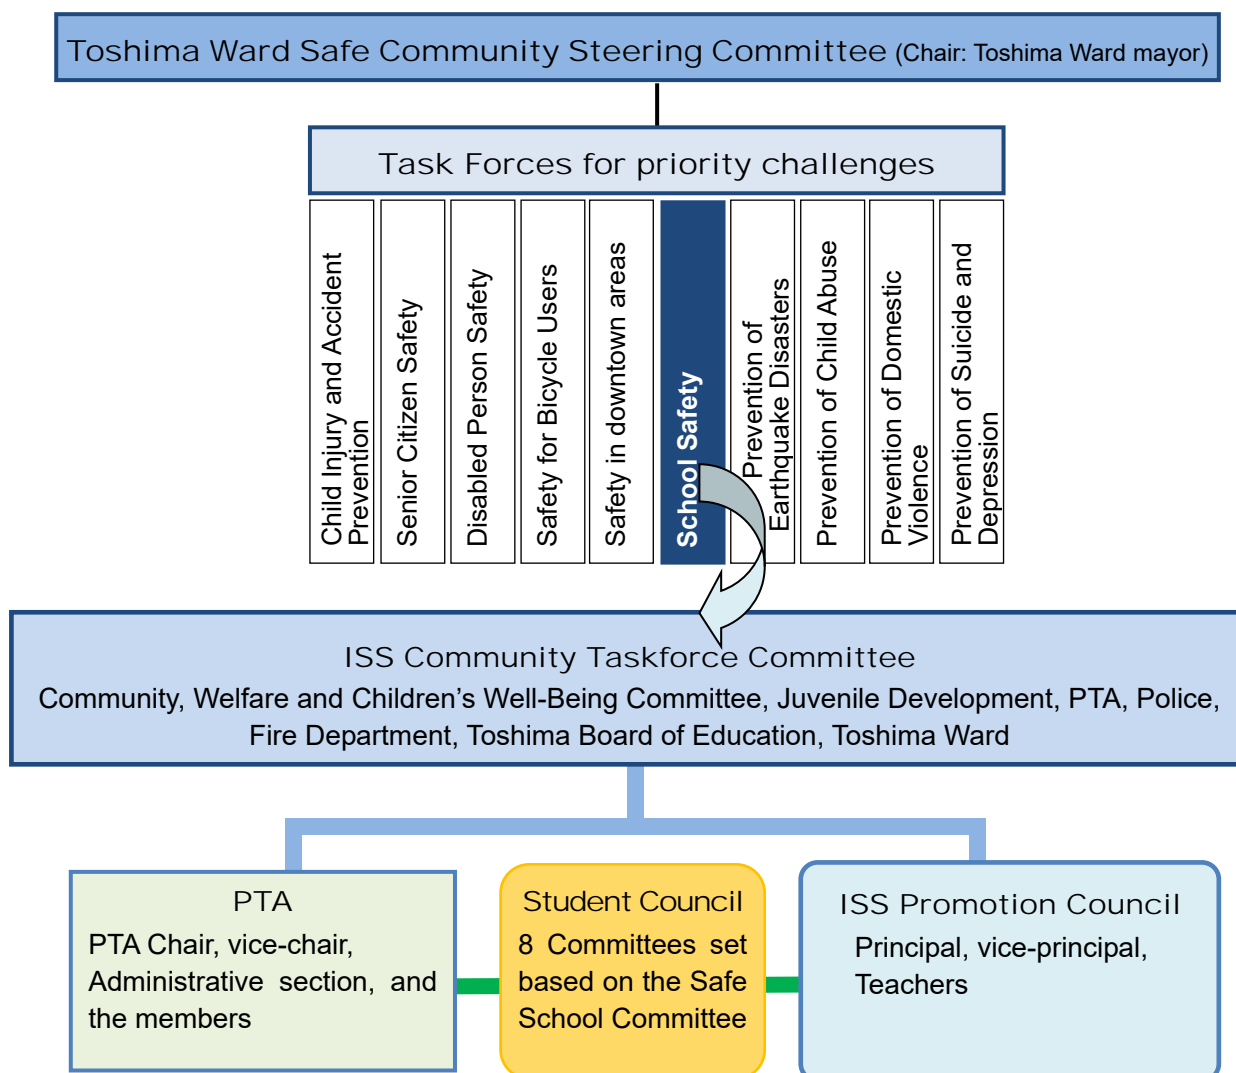 Toshima Ward Safe Community Steering Committee (Chair: Toshima Ward mayor)
Task Forces for priority challenges
Child Injury and Accident
Prevention
Senior Citizen Safety
Disabled Person Safety
Safety for Bicycle Users
Safety in downtown areas
School Safety
Prevention of
Earthquake Disasters
Prevention of Child Abuse
Prevention of Domestic
Violence
Prevention of Suicide and
Depression
ISS Community Taskforce Committee
Community, Welfare and Children’s Well-Being Committee, Juvenile Development, PTA, Police,
Fire Department, Toshima Board of Education, Toshima Ward
PTA
PTA Chair, vice-chair,
Administrative section, and
the members
Student Council
8 Committees set
based on the Safe
School Committee
ISS Promotion Council
Principal, vice-principal,
Teachers